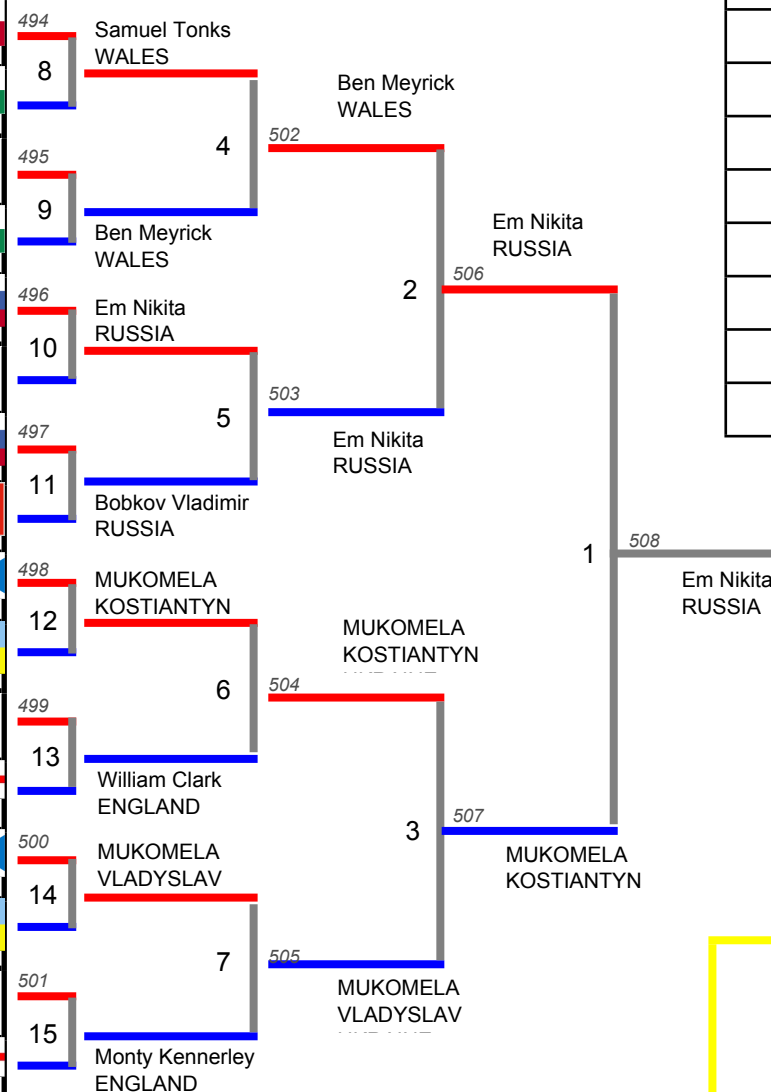 494
Samuel Tonks
WALES
8
4
495
9
Ben Meyrick
WALES
502
Ben Meyrick
WALES
496
Em Nikita
RUSSIA
10
5
497
11
Bobkov Vladimir
RUSSIA
503
Em Nikita
RUSSIA
2
506
Em Nikita
RUSSIA
498
MUKOMELA
KOSTIANTYN
12
6
499
13
William Clark
ENGLAND
504
MUKOMELA
KOSTIANTYN
500
MUKOMELA
VLADYSLAV
14
7
501
15
Monty Kennerley
ENGLAND
505
MUKOMELA
VLADYSLAV
3
507
MUKOMELA
KOSTIANTYN
1
508
Em Nikita
RUSSIA